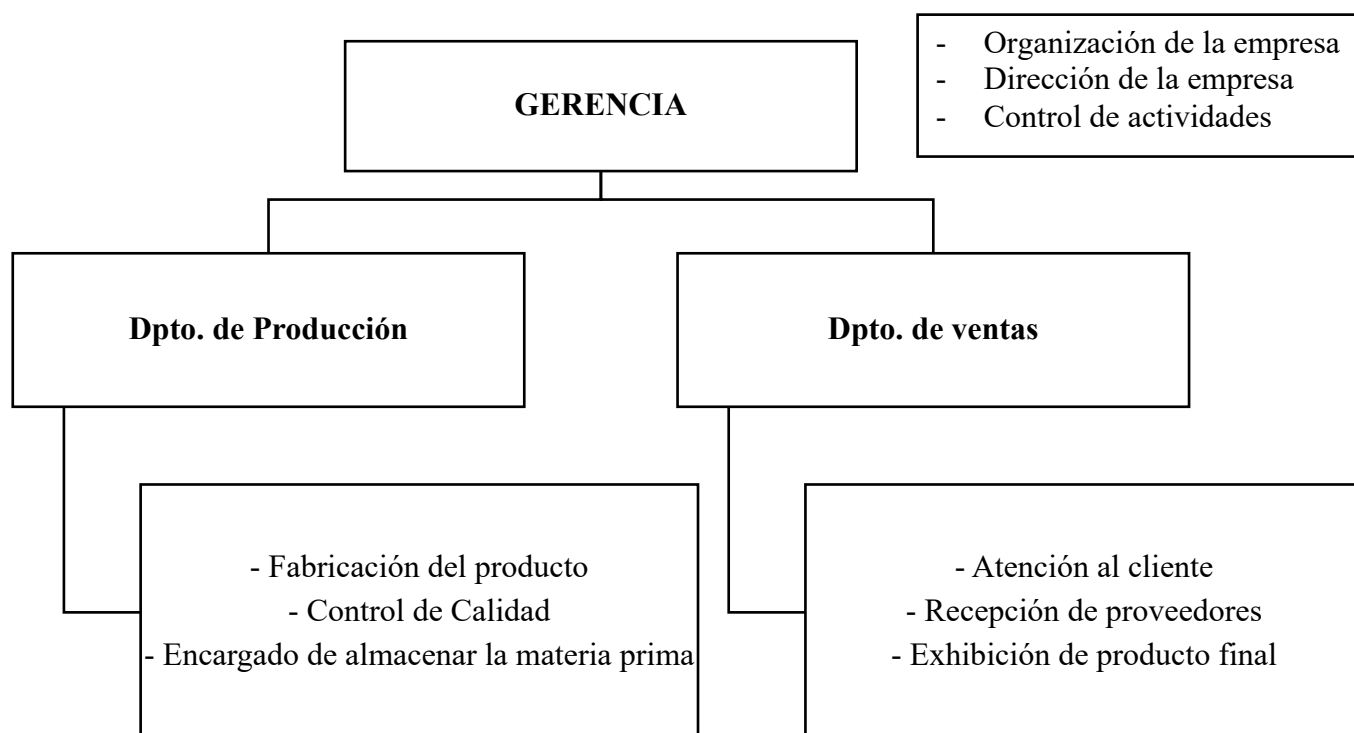 GERENCIA
- Organización de la empresa
- Dirección de la empresa
- Control de actividades
Dpto. de Producción
Dpto. de ventas
- Fabricación del producto
- Control de Calidad
- Encargado de almacenar la materia prima
- Atención al cliente
- Recepción de proveedores
- Exhibición de producto final